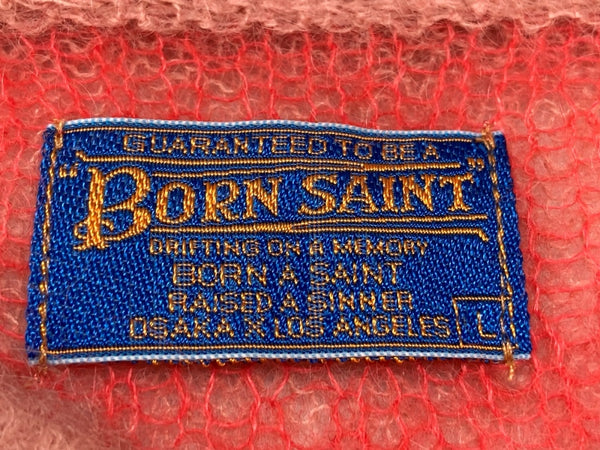 GUARANTEED TO BE A
"BORN SAINT"
DRIFTING ON A MEMORY
BORN A SAINT
RAISED A SINNER
OSAKA X LOS ANGELES L